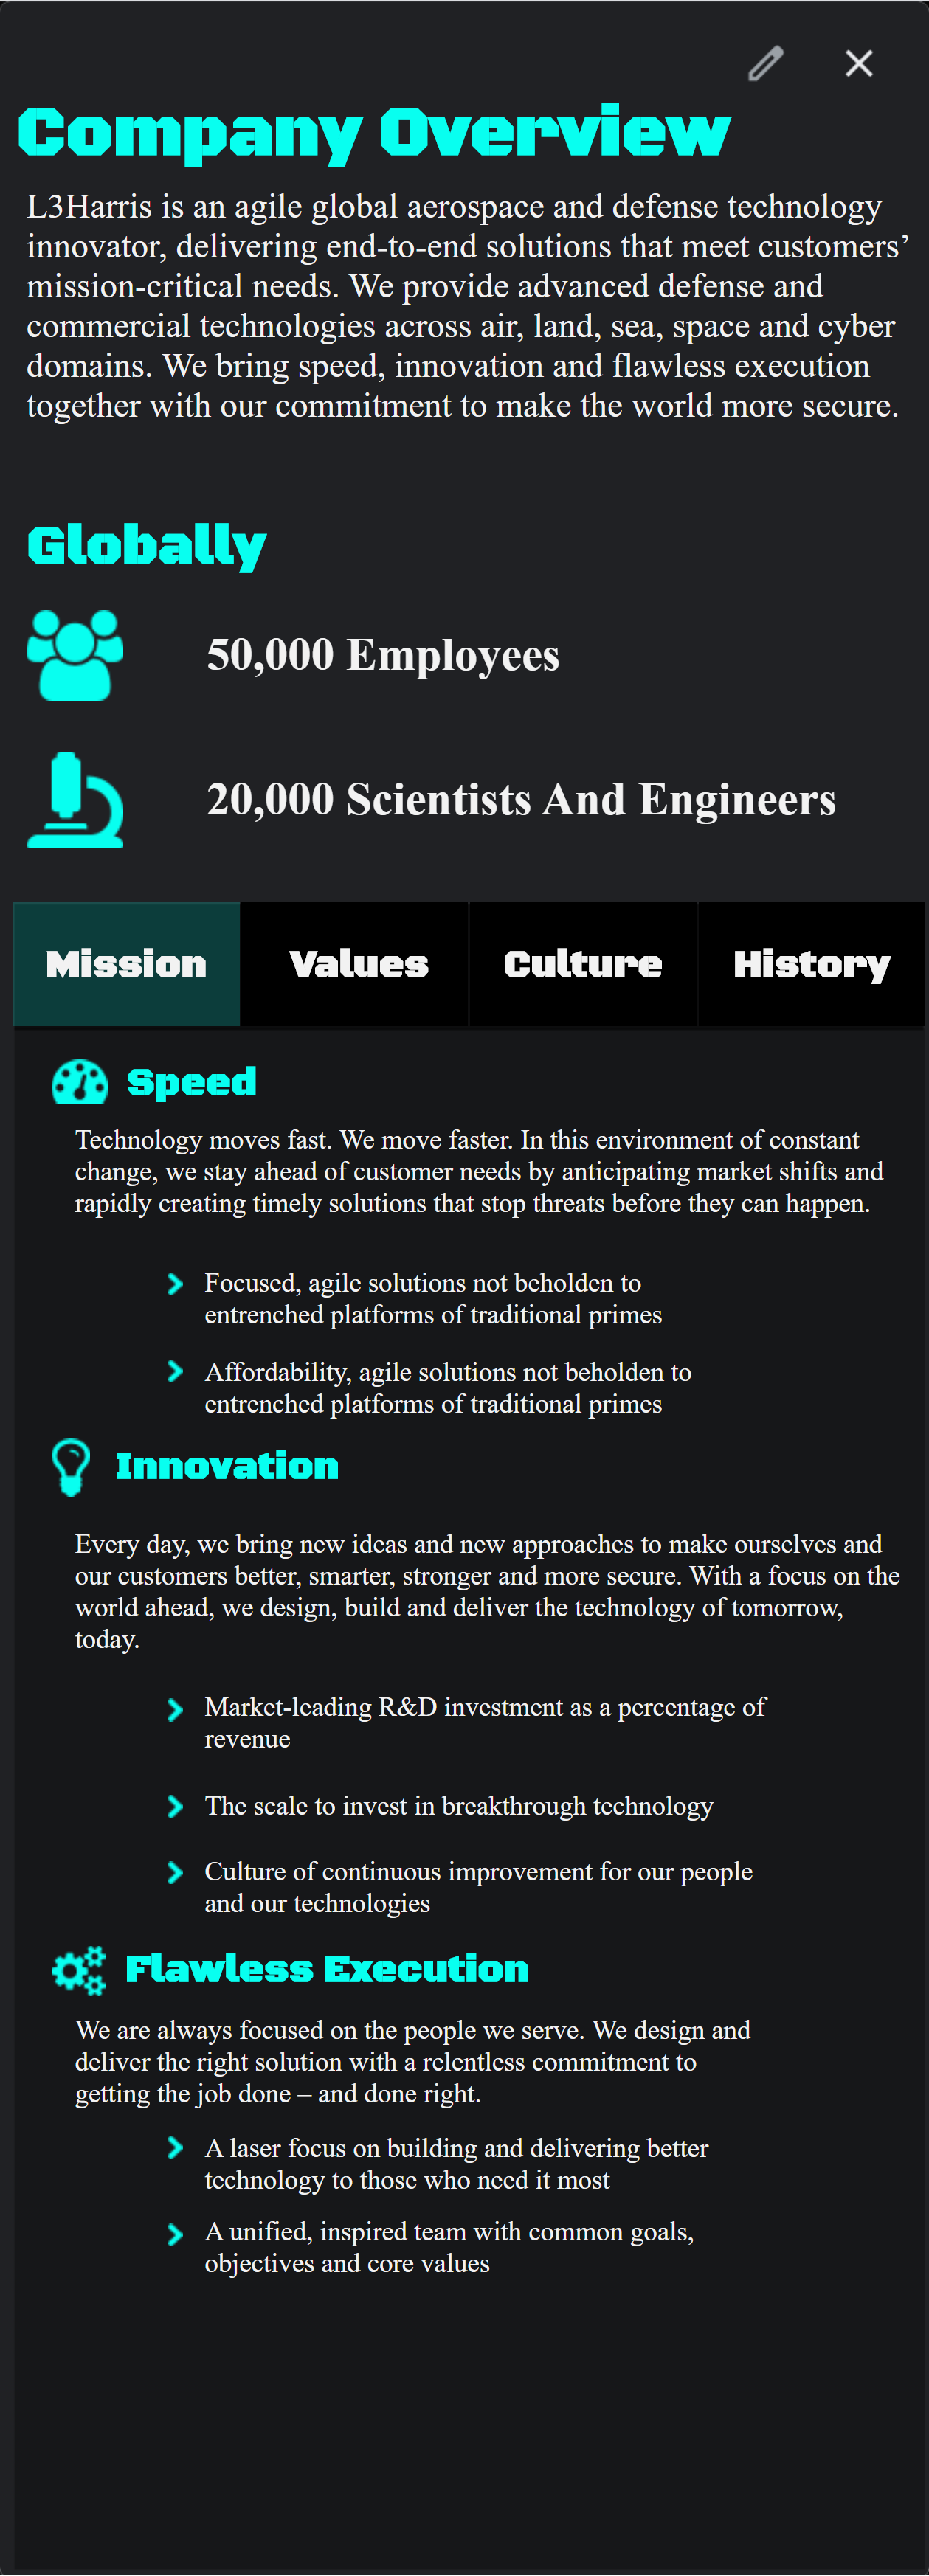 Company Overview
L3Harris is an agile global aerospace and defense technology
innovator, delivering end-to-end solutions that meet customers’
mission-critical needs. We provide advanced defense and
commercial technologies across air, land, sea, space and cyber
domains. We bring speed, innovation and flawless execution
together with our commitment to make the world more secure.
Globally
50,000 Employees
20,000 Scientists And Engineers
Mission Values Culture History
Speed
Technology moves fast. We move faster. In this environment of constant
change, we stay ahead of customer needs by anticipating market shifts and
rapidly creating timely solutions that stop threats before they can happen.
Focused, agile solutions not beholden to
entrenched platforms of traditional primes
Affordability, agile solutions not beholden to
entrenched platforms of traditional primes
Innovation
Every day, we bring new ideas and new approaches to make ourselves and
our customers better, smarter, stronger and more secure. With a focus on the
world ahead, we design, build and deliver the technology of tomorrow,
today.
Market-leading R&D investment as a percentage of
revenue
The scale to invest in breakthrough technology
Culture of continuous improvement for our people
and our technologies
Flawless Execution
We are always focused on the people we serve. We design and
deliver the right solution with a relentless commitment to
getting the job done – and done right.
A laser focus on building and delivering better
technology to those who need it most
A unified, inspired team with common goals,
objectives and core values